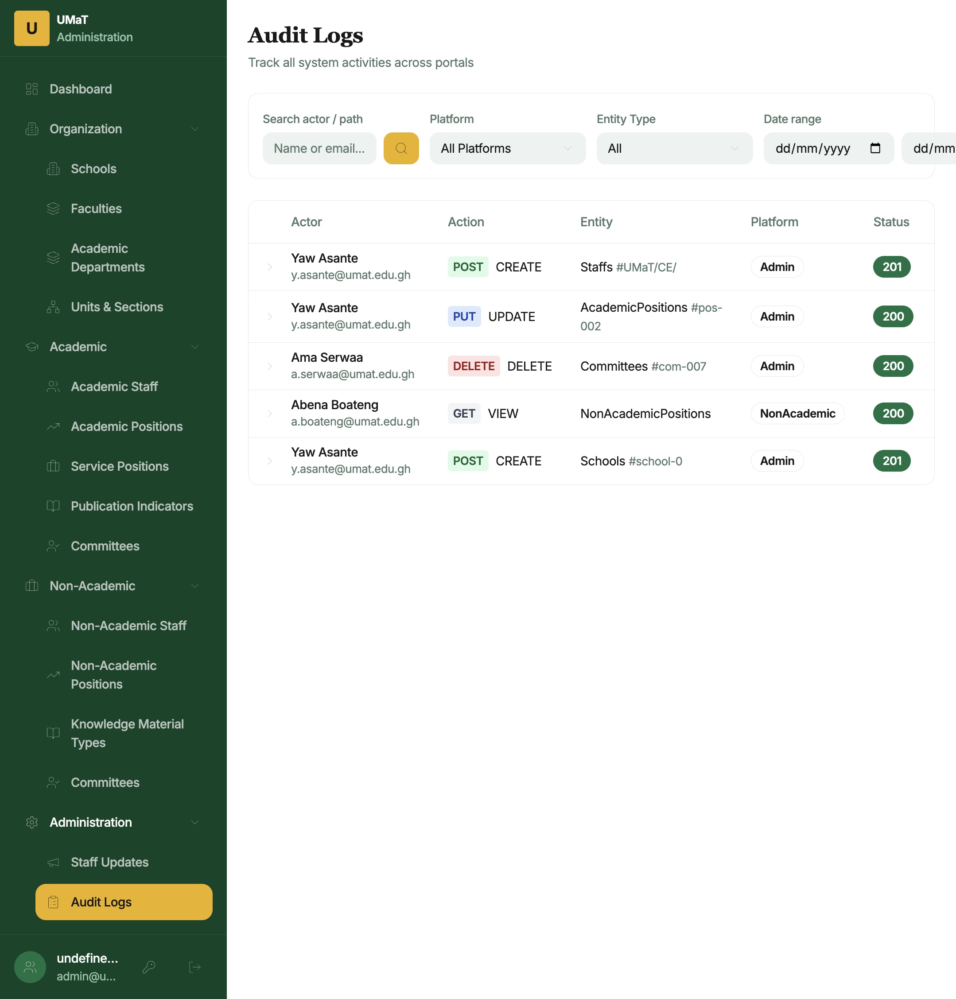 U
UMaT
Administration
Dashboard
Organization
Schools
Faculties
Academic
Departments
Units & Sections
Academic
Academic Staff
Academic Positions
Service Positions
Publication Indicators
Committees
Non-Academic
Non-Academic Staff
Non-Academic
Positions
Knowledge Material
Types
Committees
Administration
Staff Updates
Audit Logs
undefine...
admin@u...
Audit Logs
Track all system activities across portals
Search actor / path
Name or email...
Platform
All Platforms
Entity Type
All
Date range
dd/mm/yyyy
dd/mm
Actor Action Entity Platform Status
Yaw Asante
y.asante@umat.edu.gh
POST CREATE
Staffs #UMaT/CE/
Admin
201
Yaw Asante
y.asante@umat.edu.gh
PUT UPDATE
AcademicPositions #pos-
002
Admin
200
Ama Serwaa
a.serwaa@umat.edu.gh
DELETE DELETE
Committees #com-007
Admin
200
Abena Boateng
a.boateng@umat.edu.gh
GET VIEW
NonAcademicPositions
NonAcademic
200
Yaw Asante
y.asante@umat.edu.gh
POST CREATE
Schools #school-0
Admin
201